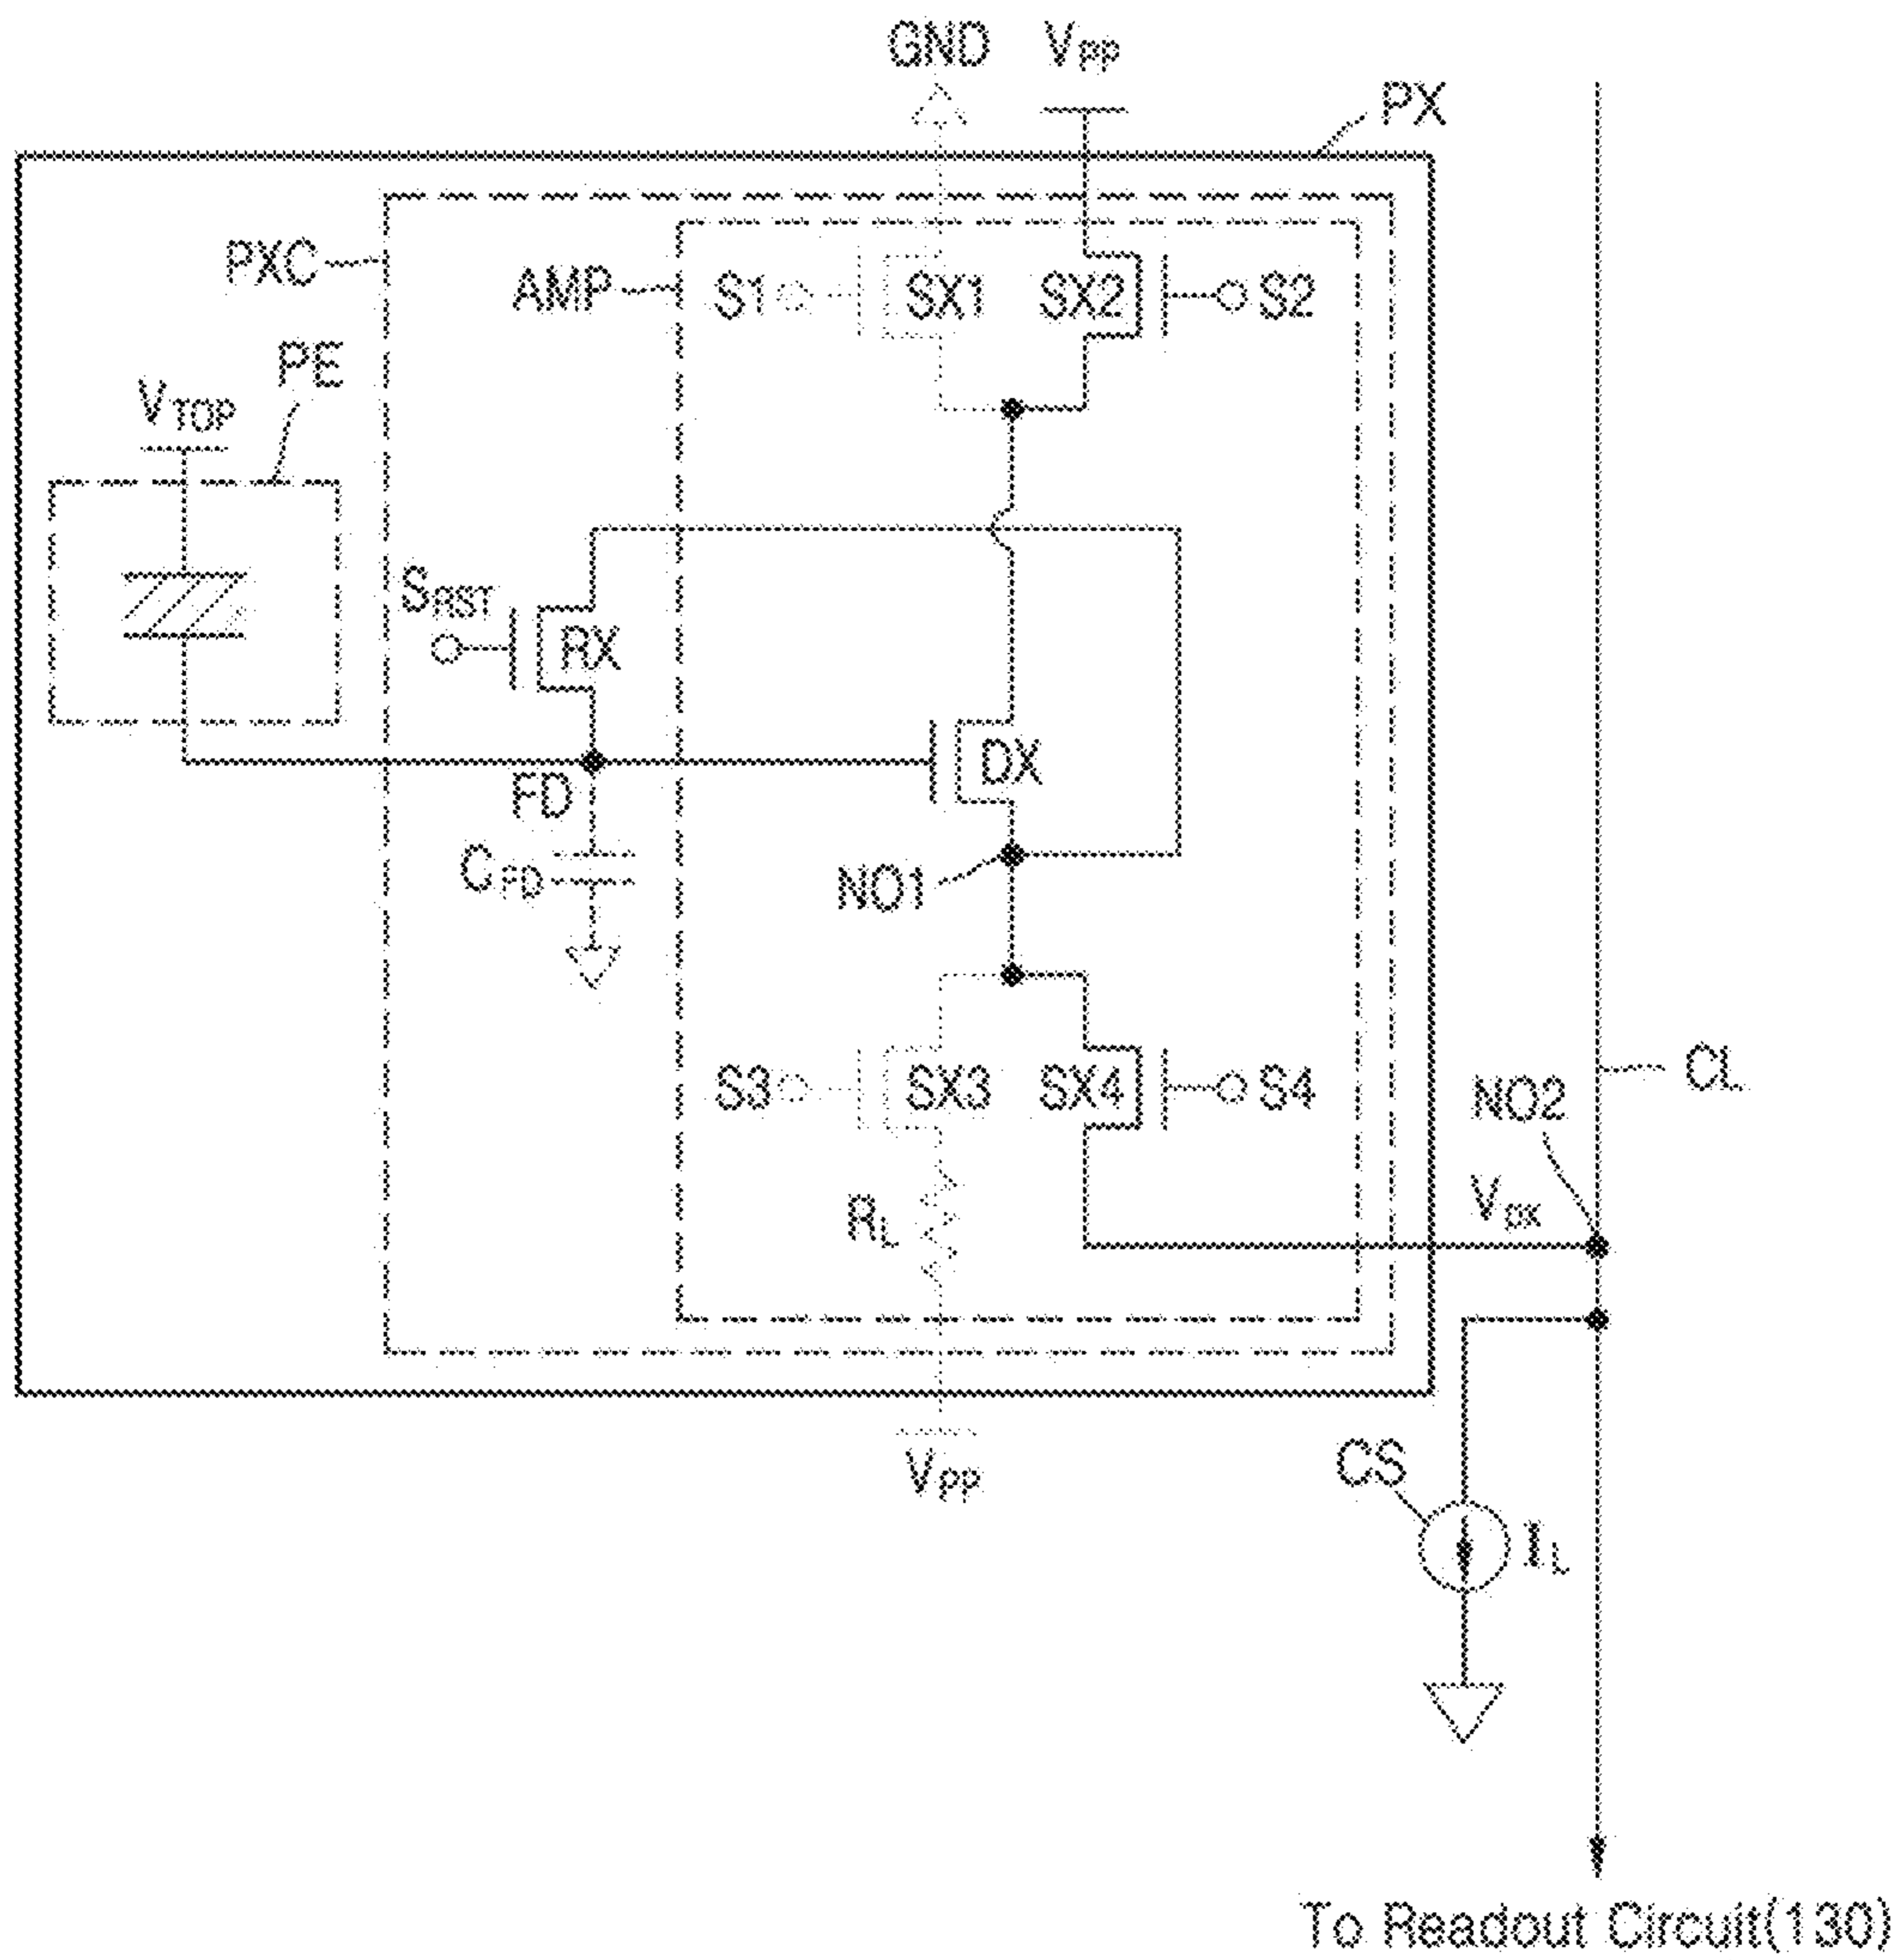 GND
VPP
PX
PXC
AMP
S1
SX1
SX2
S2
PE
VTOP
SRST
RX
DX
FD
CFD
NO1
S3
SX3
SX4
S4
CL
NO2
RL
VPP
CS
IL
To Readout Circuit(130)